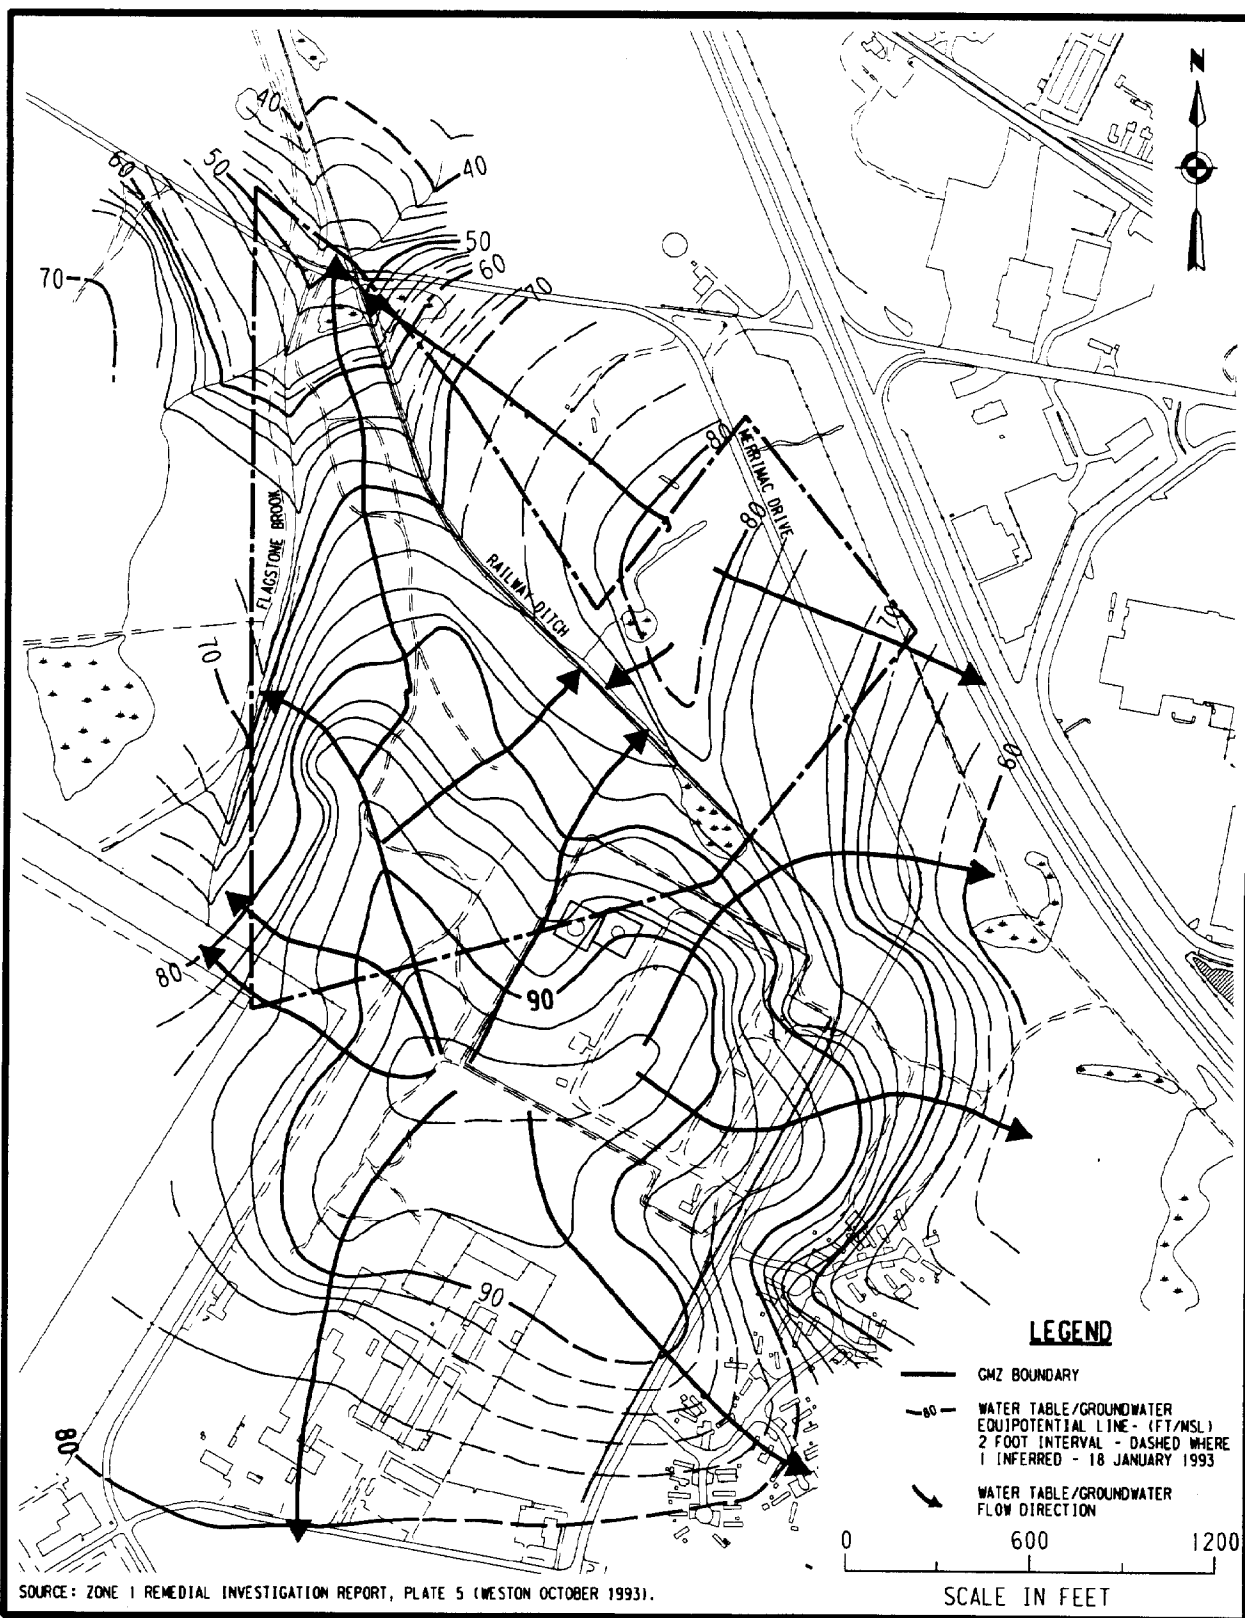 N
40
40
60
50
50
60
70
70
80
MERRIMAC DRIVE
80
FLAGSTONE BROOK
RAILWAY DITCH
70
70
60
80
90
90
80
LEGEND
GMZ BOUNDARY
80
WATER TABLE/GROUNDWATER
EQUIPOTENTIAL LINE- (FT/MSL)
2 FOOT INTERVAL - DASHED WHERE
I INFERRED - 18 JANUARY 1993
WATER TABLE/GROUNDWATER
FLOW DIRECTION
0 600 1200
SCALE IN FEET
SOURCE: ZONE 1 REMEDIAL INVESTIGATION REPORT, PLATE 5 (WESTON OCTOBER 1993).